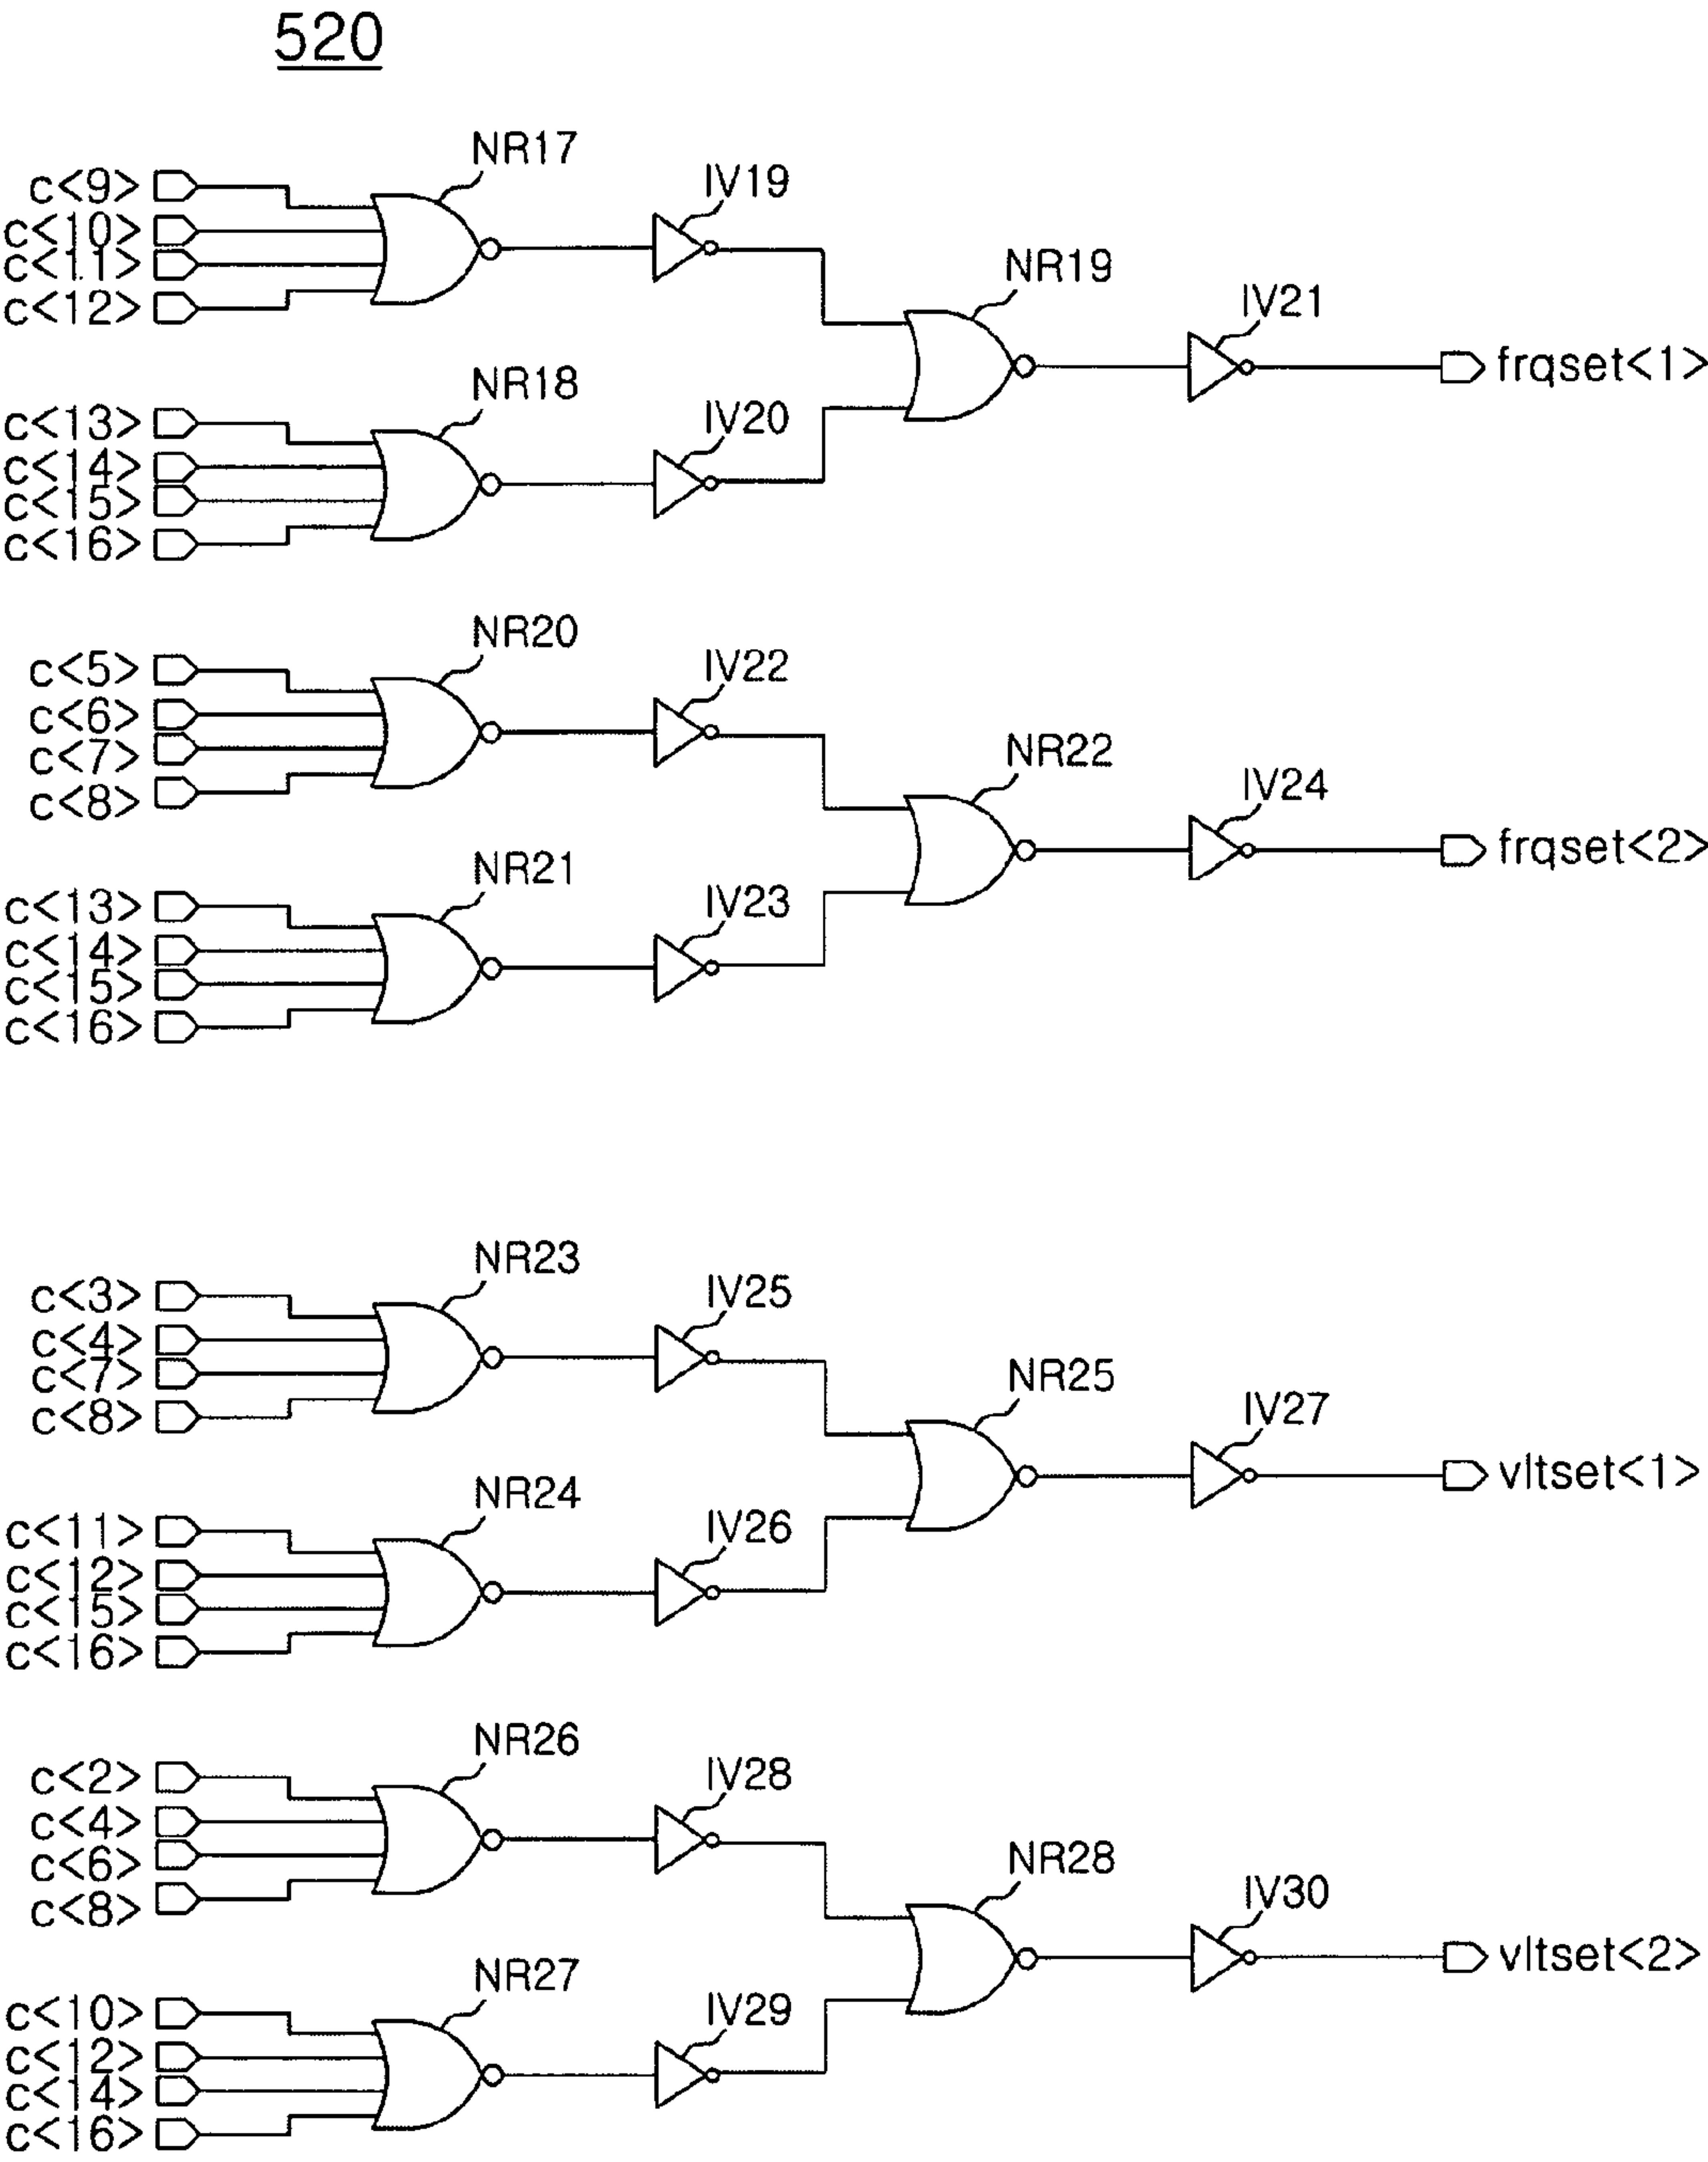 520
NR17
c<9>
IV19
c<10>
c<11>
NR19
c<12>
IV21
frqset<1>
NR18
c<13>
IV20
c<14>
c<15>
c<16>
NR20
c<5>
IV22
c<6>
c<7>
NR22
c<8>
IV24
frqset<2>
NR21
c<13>
IV23
c<14>
c<15>
c<16>
NR23
c<3>
IV25
c<4>
c<7>
NR25
c<8>
IV27
vltset<1>
NR24
c<11>
IV26
c<12>
c<15>
c<16>
NR26
c<2>
IV28
c<4>
c<6>
NR28
c<8>
IV30
vltset<2>
NR27
c<10>
IV29
c<12>
c<14>
c<16>